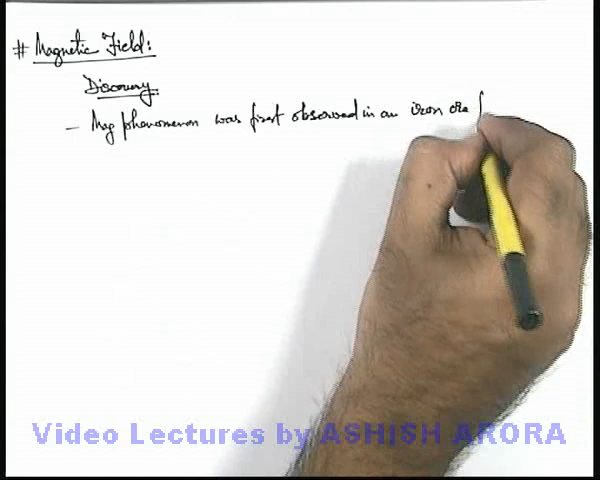 # Magnetic Field:
Discovery
- Mag phenomenon was first observed in an iron ore (
Video Lectures by ASHISH ARORA